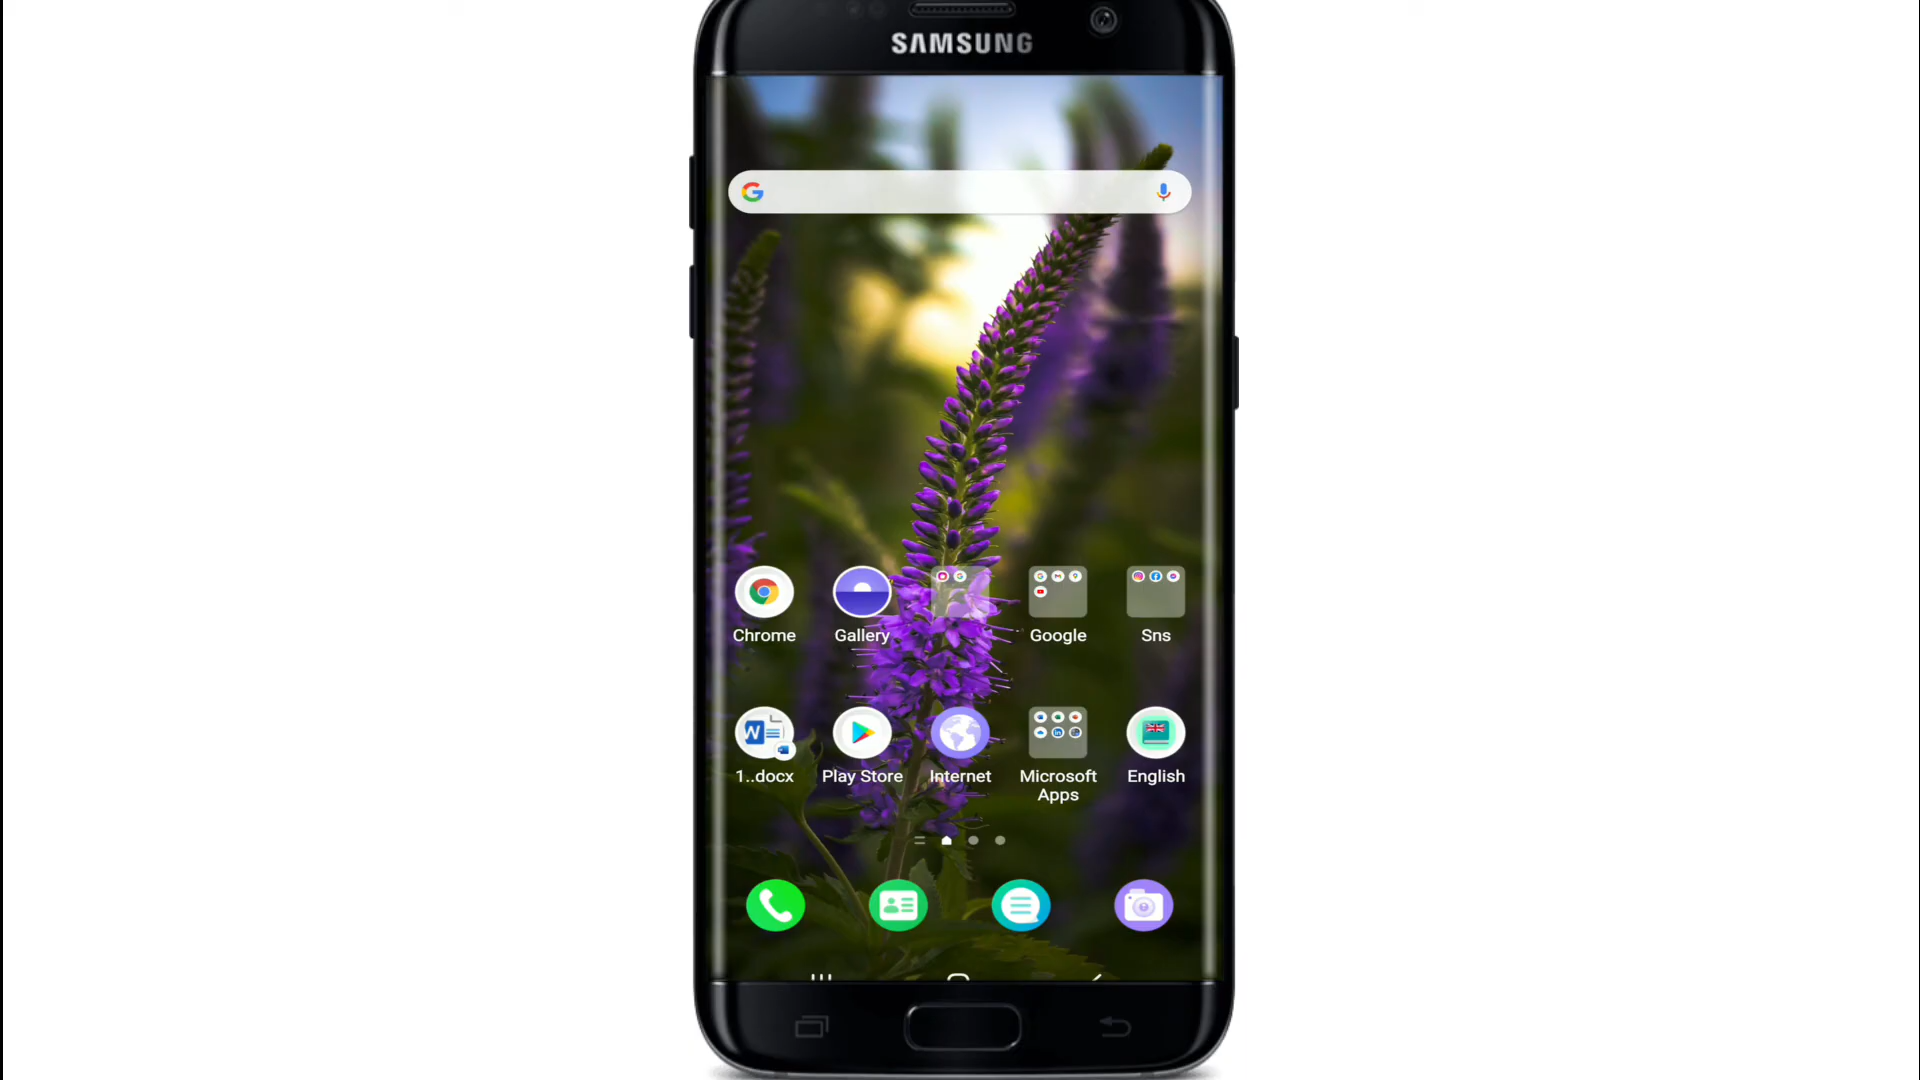 SAMSUNG
Chrome
Gallery
Google
Sns
1..docx
Play Store
Internet
Microsoft
Apps
English